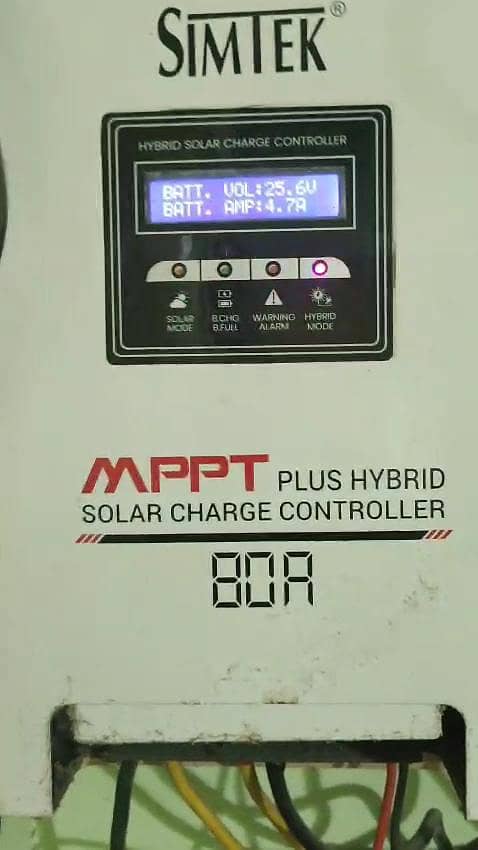 SIMTEK®
HYBRID SOLAR CHARGE CONTROLLER
BATT. VOL:25.6V
BATT. AMP:4.7A
SOLAR MODE
B.CHG B.FULL
WARNING ALARM
HYBRID MODE
MPPT PLUS HYBRID
SOLAR CHARGE CONTROLLER
80A